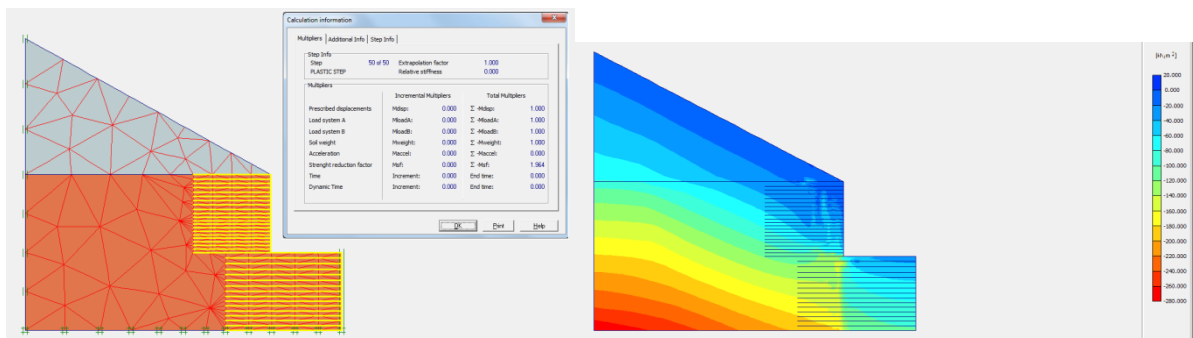 Calculation information
Multipliers Additional Info Step Info
Step Info
Step 50 of 50 Extrapolation factor 1.000
PLASTIC STEP Relative stiffness 0.000
Multipliers
Incremental Multipliers Total Multipliers
Prescribed displacements Mdisp: 0.000 Σ -Mdisp: 1.000
Load system A MloadA: 0.000 Σ -MloadA: 1.000
Load system B MloadB: 0.000 Σ -MloadB: 1.000
Soil weight Mweight: 0.000 Σ -Mweight: 1.000
Acceleration Maccel: 0.000 Σ -Maccel: 0.000
Strenght reduction factor Msf: 0.000 Σ -Msf: 1.964
Time Increment: 0.000 End time: 0.000
Dynamic Time Increment: 0.000 End time: 0.000
OK Print Help
[kN/m²]
20.000
0.000
-20.000
-40.000
-60.000
-80.000
-100.000
-120.000
-140.000
-160.000
-180.000
-200.000
-220.000
-240.000
-260.000
-280.000